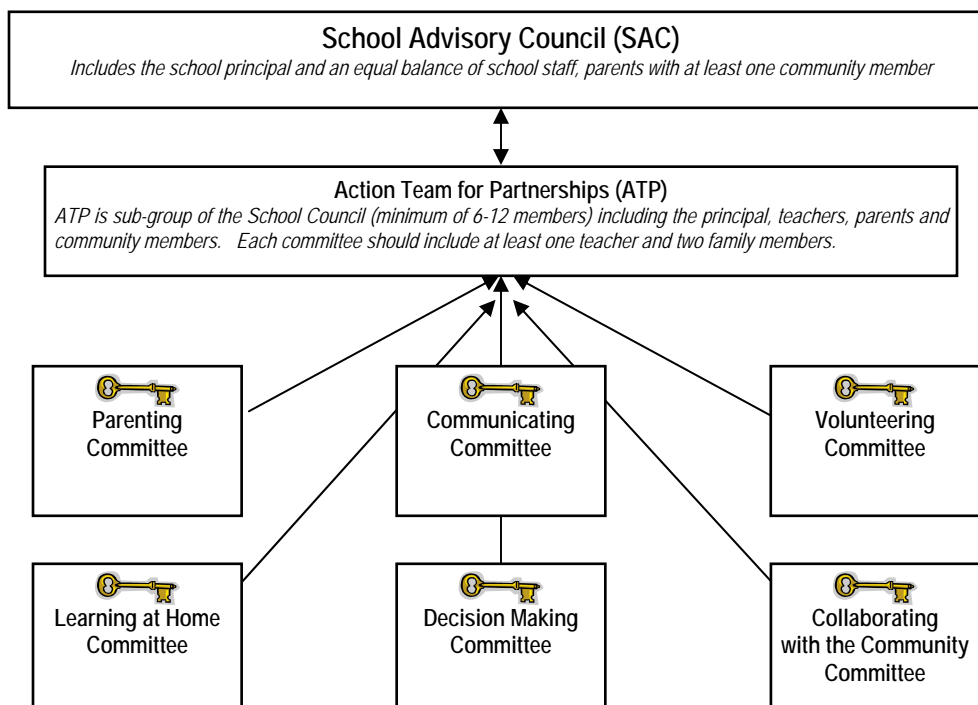 School Advisory Council (SAC)
Includes the school principal and an equal balance of school staff, parents with at least one community member
Action Team for Partnerships (ATP)
ATP is sub-group of the School Council (minimum of 6-12 members) including the principal, teachers, parents and
community members. Each committee should include at least one teacher and two family members.
Parenting
Committee
Communicating
Committee
Volunteering
Committee
Learning at Home
Committee
Decision Making
Committee
Collaborating
with the Community
Committee